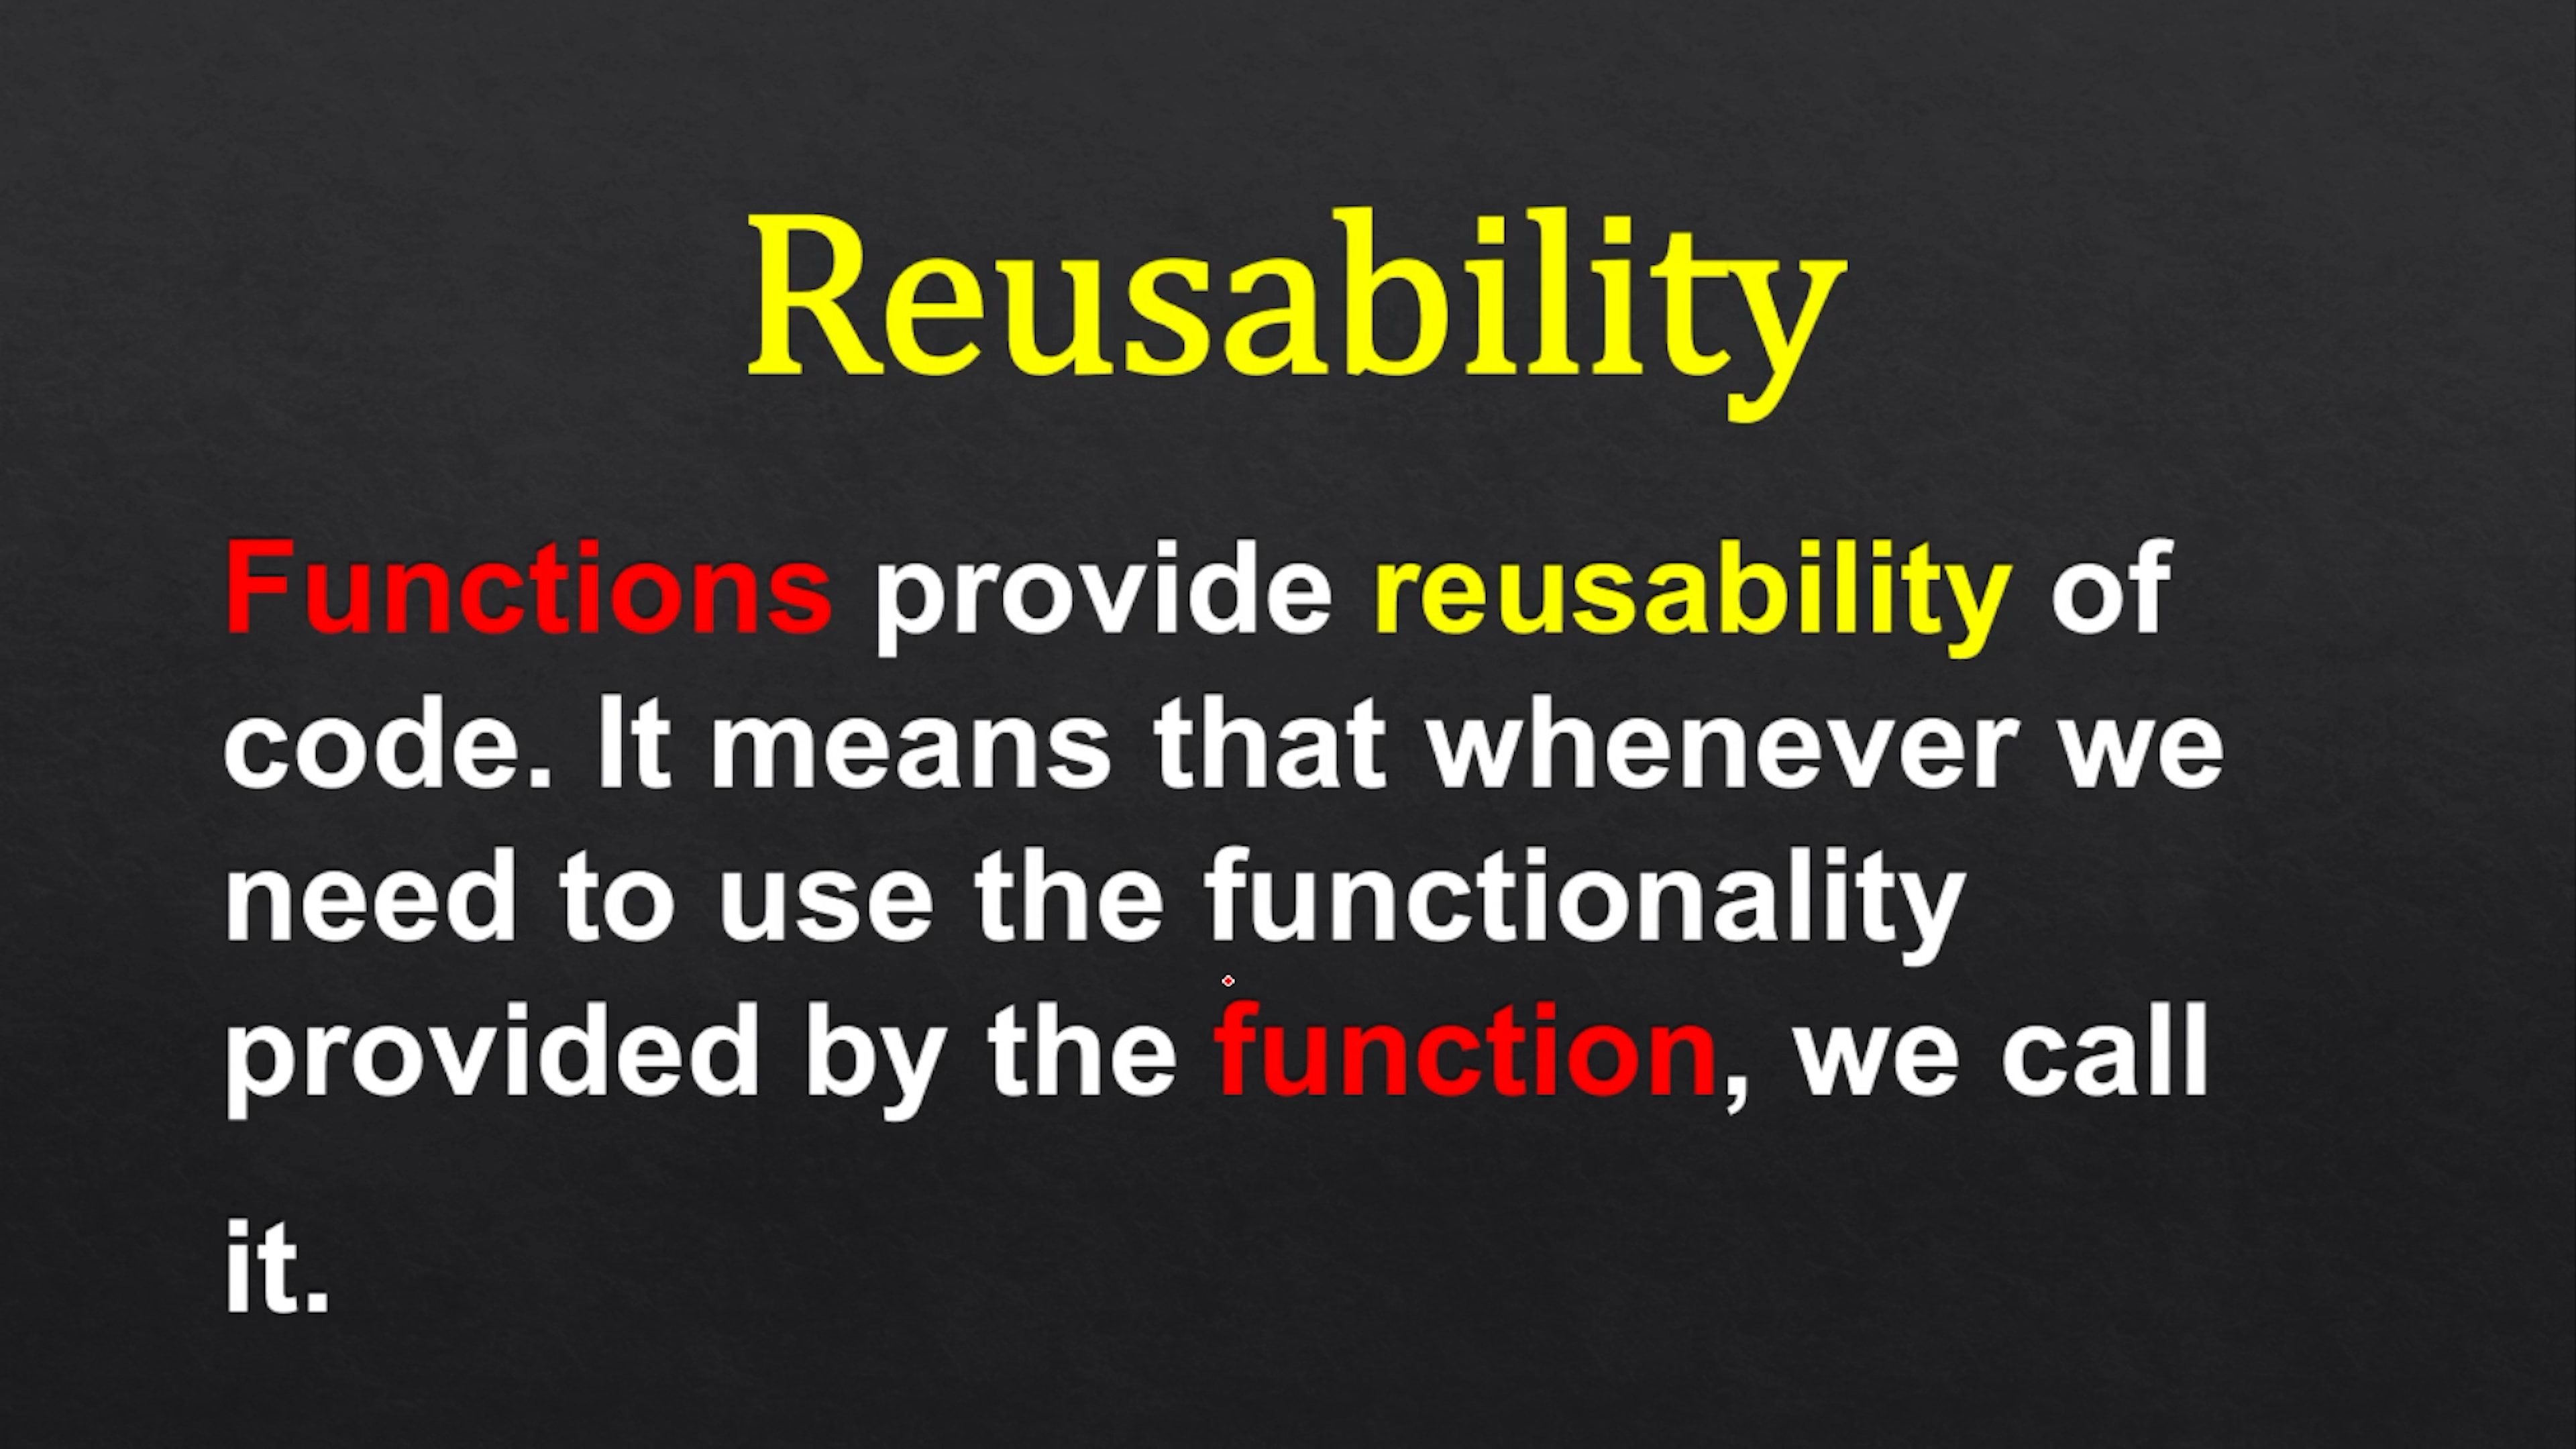 Reusability
Functions provide reusability of
code. It means that whenever we
need to use the functionality
provided by the function, we call
it.